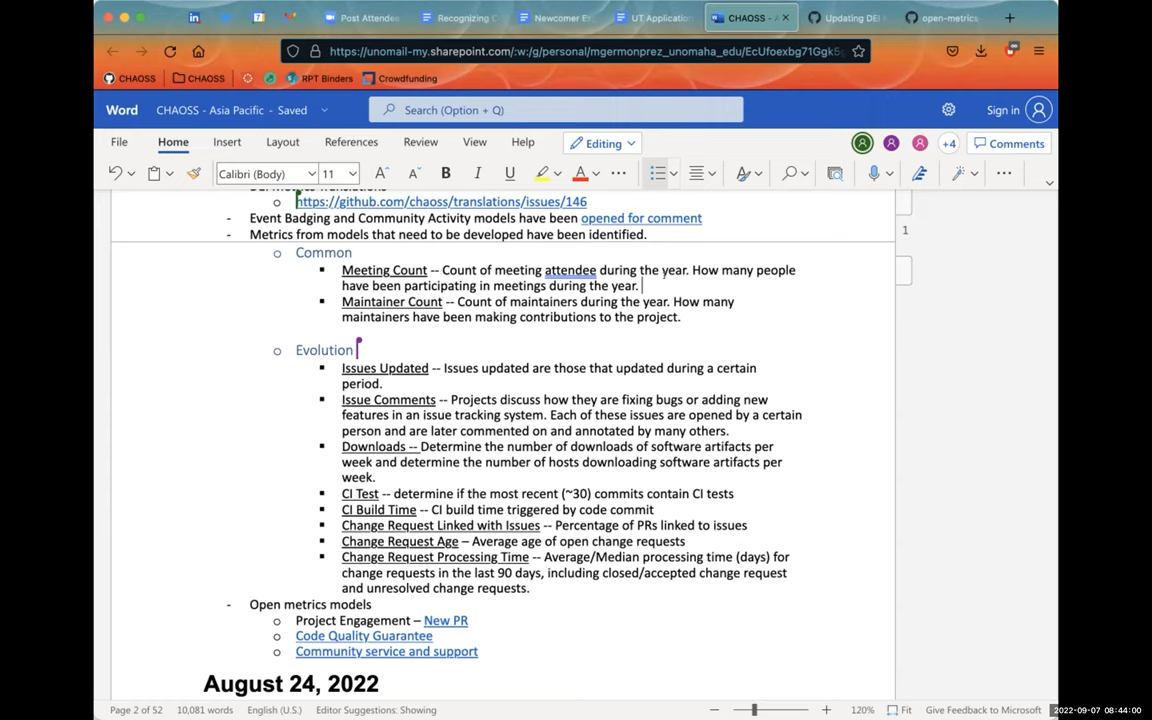 Post Attende
Recognizing C
Newcomer Ex
UT Application
CHAOSS - A
Updating DEI M
open-metrics
https://unomail-my.sharepoint.com/:w:/g/personal/mgermonprez_unomaha_edu/EcUfoexbg71Ggk5
CHAOSS
CHAOSS
RPT Binders
Crowdfunding
Word
CHAOSS - Asia Pacific - Saved
Search (Option + Q)
Sign in
File
Home
Insert
Layout
References
Review
View
Help
Editing
+4
Comments
Calibri (Body)
11
https://github.com/chaoss/translations/issues/146
- Event Badging and Community Activity models have been opened for comment
- Metrics from models that need to be developed have been identified.
1
Common
Meeting Count -- Count of meeting attendee during the year. How many people
have been participating in meetings during the year.
Maintainer Count -- Count of maintainers during the year. How many
maintainers have been making contributions to the project.
Evolution
Issues Updated -- Issues updated are those that updated during a certain
period.
Issue Comments -- Projects discuss how they are fixing bugs or adding new
features in an issue tracking system. Each of these issues are opened by a certain
person and are later commented on and annotated by many others.
Downloads -- Determine the number of downloads of software artifacts per
week and determine the number of hosts downloading software artifacts per
week.
CI Test -- determine if the most recent (~30) commits contain CI tests
CI Build Time -- CI build time triggered by code commit
Change Request Linked with Issues -- Percentage of PRs linked to issues
Change Request Age – Average age of open change requests
Change Request Processing Time -- Average/Median processing time (days) for
change requests in the last 90 days, including closed/accepted change request
and unresolved change requests.
- Open metrics models
Project Engagement – New PR
Code Quality Guarantee
Community service and support
August 24, 2022
Page 2 of 52
10,081 words
English (U.S.)
Editor Suggestions: Showing
120%
Fit
Give Feedback to Microsoft
2022-09-07 08:44:00